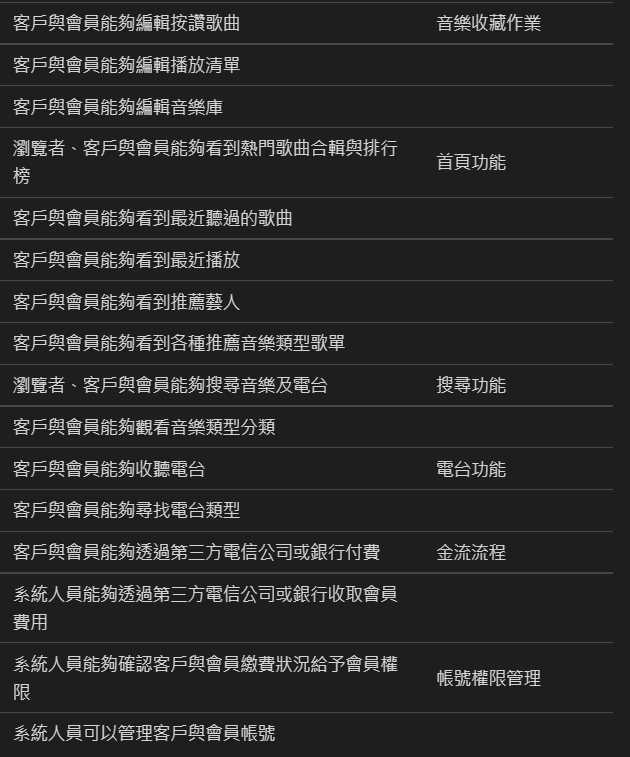 客戶與會員能夠編輯按讚歌曲 音樂收藏作業
客戶與會員能夠編輯播放清單
客戶與會員能夠編輯音樂庫
瀏覽者、客戶與會員能夠看到熱門歌曲合輯與排行
榜 首頁功能
客戶與會員能夠看到最近聽過的歌曲
客戶與會員能夠看到最近播放
客戶與會員能夠看到推薦藝人
客戶與會員能夠看到各種推薦音樂類型歌單
瀏覽者、客戶與會員能夠搜尋音樂及電台 搜尋功能
客戶與會員能夠觀看音樂類型分類
客戶與會員能夠收聽電台 電台功能
客戶與會員能夠尋找電台類型
客戶與會員能夠透過第三方電信公司或銀行付費 金流流程
系統人員能夠透過第三方電信公司或銀行收取會員
費用
系統人員能夠確認客戶與會員繳費狀況給予會員權
限 帳號權限管理
系統人員可以管理客戶與會員帳號